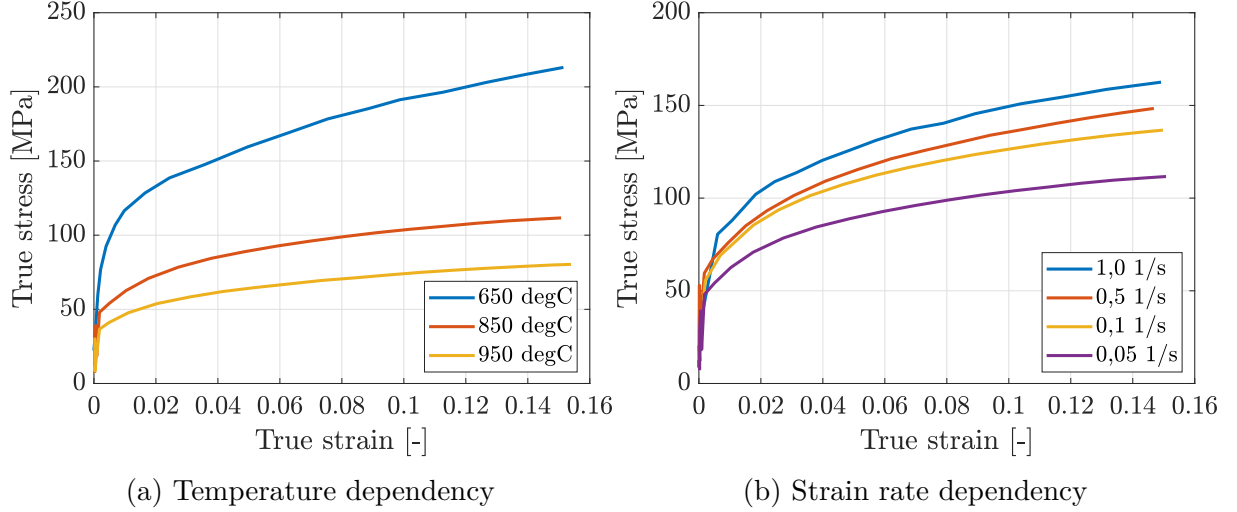 250
200
150
100
50
0
0 0.02 0.04 0.06 0.08 0.1 0.12 0.14 0.16
True stress [MPa]
True strain [-]
650 degC
850 degC
950 degC
(a) Temperature dependency
200
150
100
50
0
0 0.02 0.04 0.06 0.08 0.1 0.12 0.14 0.16
True stress [MPa]
True strain [-]
1,0 1/s
0,5 1/s
0,1 1/s
0,05 1/s
(b) Strain rate dependency